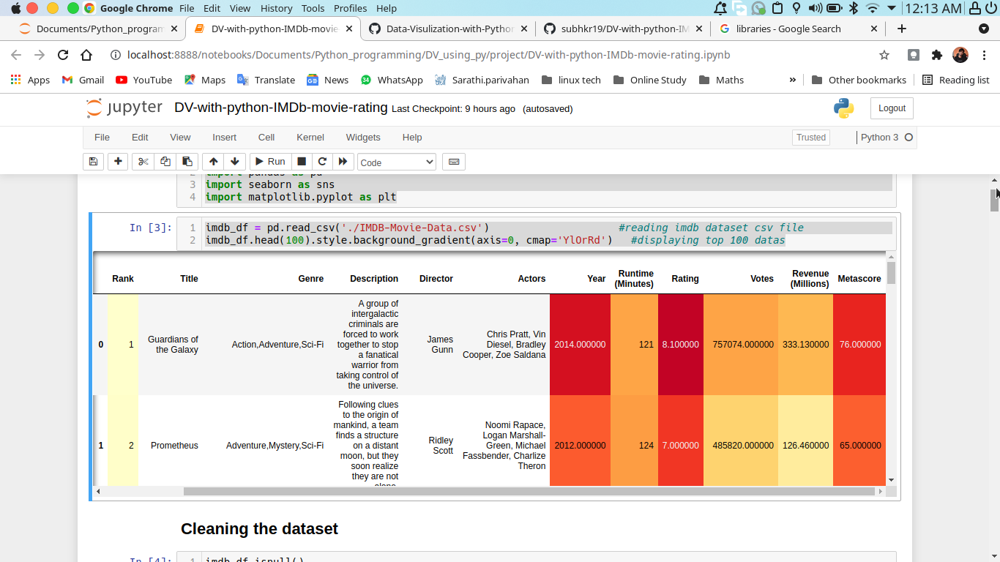 Google Chrome File Edit View History Tools Profiles Help 12:13 AM
Documents/Python_program
DV-with-python-IMDb-movie
Data-Visulization-with-Python
subhkr19/DV-with-python-IM
libraries - Google Search
localhost:8888/notebooks/Documents/Python_programming/DV_using_py/project/DV-with-python-IMDb-movie-rating.ipynb
Apps Gmail YouTube Maps Translate News 34 WhatsApp Sarathi.parivahan linux tech Online Study Maths » Other bookmarks Reading list
jupyter DV-with-python-IMDb-movie-rating Last Checkpoint: 9 hours ago (autosaved) Logout
File Edit View Insert Cell Kernel Widgets Help Trusted Python 3
Run Code
2 import pandas as pd
3 import seaborn as sns
4 import matplotlib.pyplot as plt
In [3]:
1 imdb_df = pd.read_csv('./IMDB-Movie-Data.csv') #reading imdb dataset csv file
2 imdb_df.head(100).style.background_gradient(axis=0, cmap='YlOrRd') #displaying top 100 datas
Rank Title Genre Description Director Actors Year Runtime (Minutes) Rating Votes Revenue (Millions) Metascore
0
1
Guardians of
the Galaxy
Action,Adventure,Sci-Fi
A group of
intergalactic
criminals are
forced to work
together to stop
a fanatical
warrior from
taking control of
the universe.
James
Gunn
Chris Pratt, Vin
Diesel, Bradley
Cooper, Zoe Saldana
2014.000000 121 8.100000 757074.000000 333.130000 76.000000
1
2
Prometheus
Adventure,Mystery,Sci-Fi
Following clues
to the origin of
mankind, a team
finds a structure
on a distant
moon, but they
soon realize
they are not
alone.
Ridley
Scott
Noomi Rapace,
Logan Marshall-
Green, Michael
Fassbender, Charlize
Theron
2012.000000 124 7.000000 485820.000000 126.460000 65.000000
Cleaning the dataset
In [4]: 1 imdb_df.isnull()